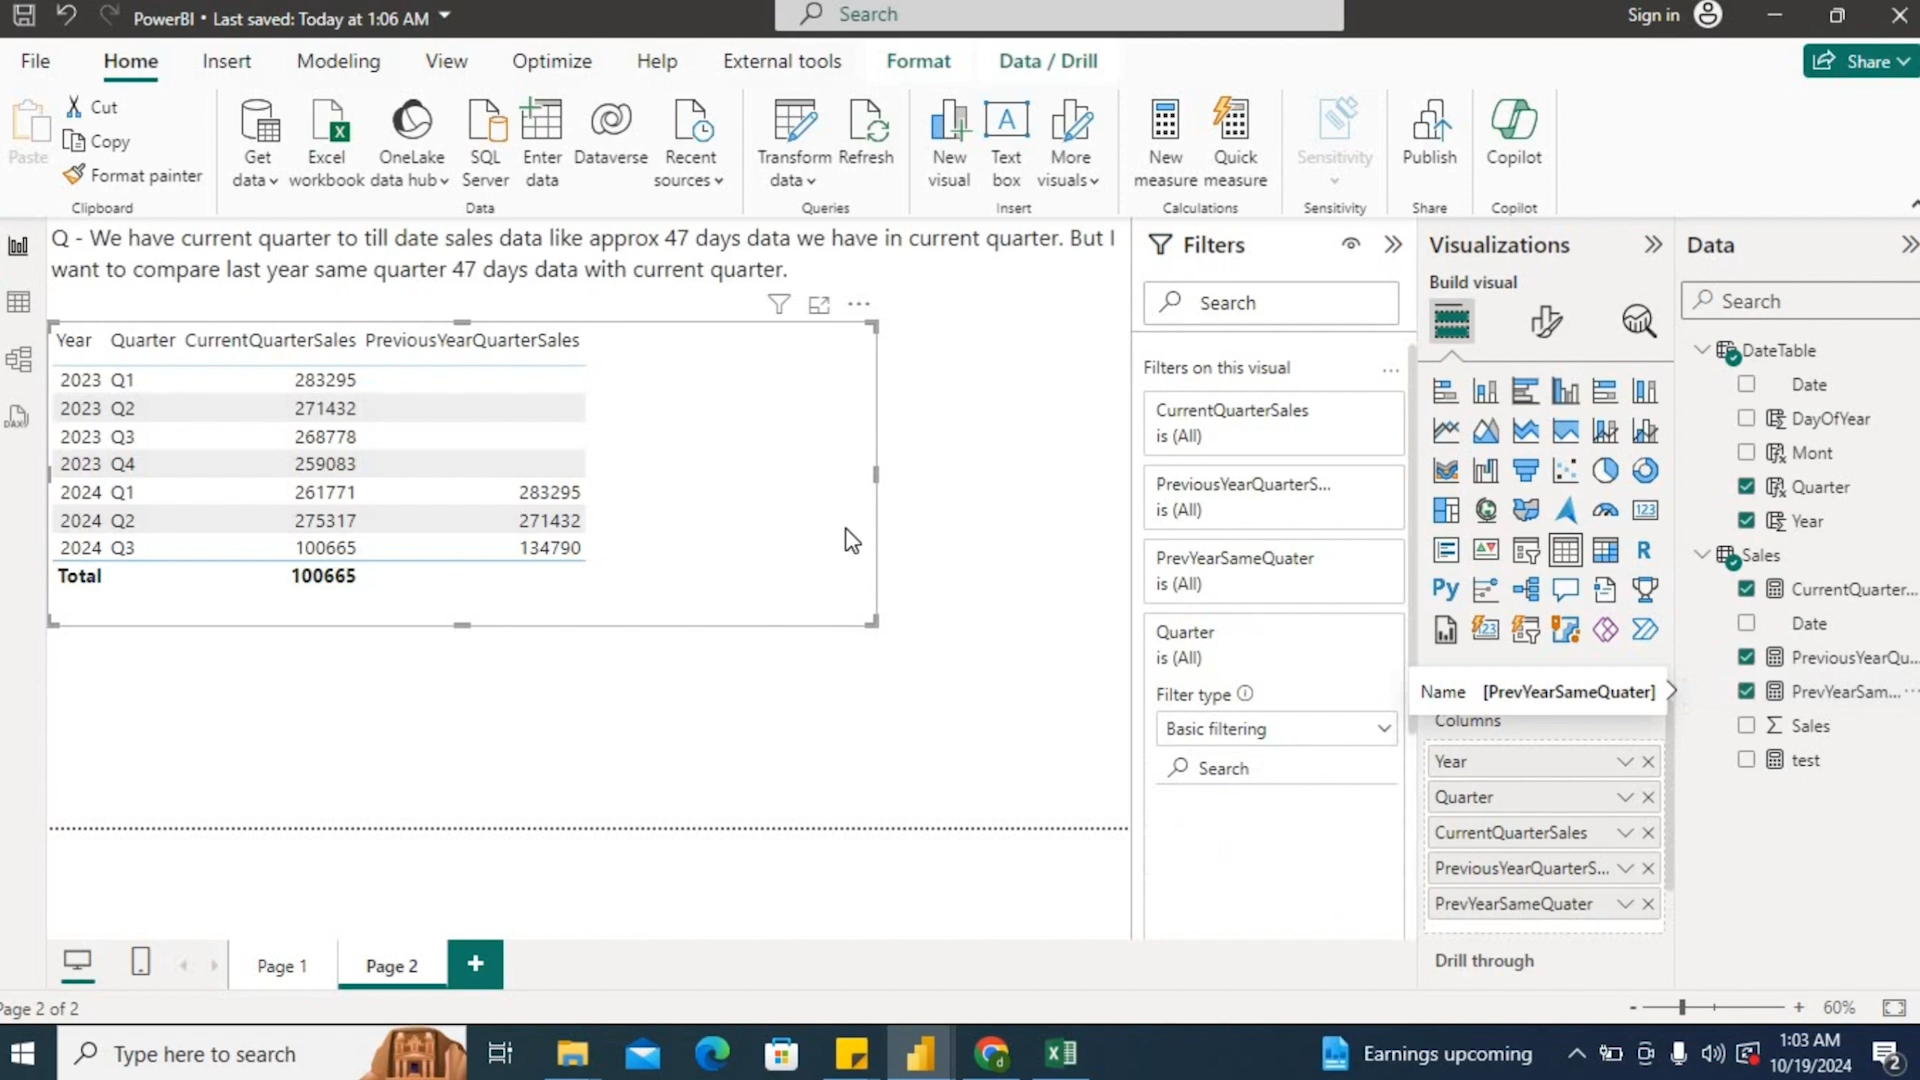 PowerBI • Last saved: Today at 1:06 AM
Search
Sign in
File Home Insert Modeling View Optimize Help External tools Format Data / Drill
Share
Paste
Cut
Copy
Format painter
Clipboard
Get data
Excel workbook
OneLake data hub
SQL Server
Enter data
Dataverse
Recent sources
Data
Transform data
Refresh
Queries
New visual
Text box
More visuals
Insert
New measure
Quick measure
Calculations
Sensitivity
Sensitivity
Publish
Share
Copilot
Copilot
Q - We have current quarter to till date sales data like approx 47 days data we have in current quarter. But I
want to compare last year same quarter 47 days data with current quarter.
Year Quarter CurrentQuarterSales PreviousYearQuarterSales
2023 Q1 283295
2023 Q2 271432
2023 Q3 268778
2023 Q4 259083
2024 Q1 261771 283295
2024 Q2 275317 271432
2024 Q3 100665 134790
Total 100665
Filters
Search
Filters on this visual
CurrentQuarterSales
is (All)
PreviousYearQuarterS...
is (All)
PrevYearSameQuater
is (All)
Quarter
is (All)
Filter type
Basic filtering
Search
Visualizations
Build visual
123
R
Py
123
Name [PrevYearSameQuater]
Columns
Year
Quarter
CurrentQuarterSales
PreviousYearQuarterS...
PrevYearSameQuater
Drill through
Data
Search
DateTable
Date
DayOfYear
Mont
Quarter
Year
Sales
CurrentQuarter...
Date
PreviousYearQu...
PrevYearSam...
Sales
test
DAX
Page 1
Page 2
Page 2 of 2
60%
Type here to search
Earnings upcoming
1:03 AM
10/19/2024
2